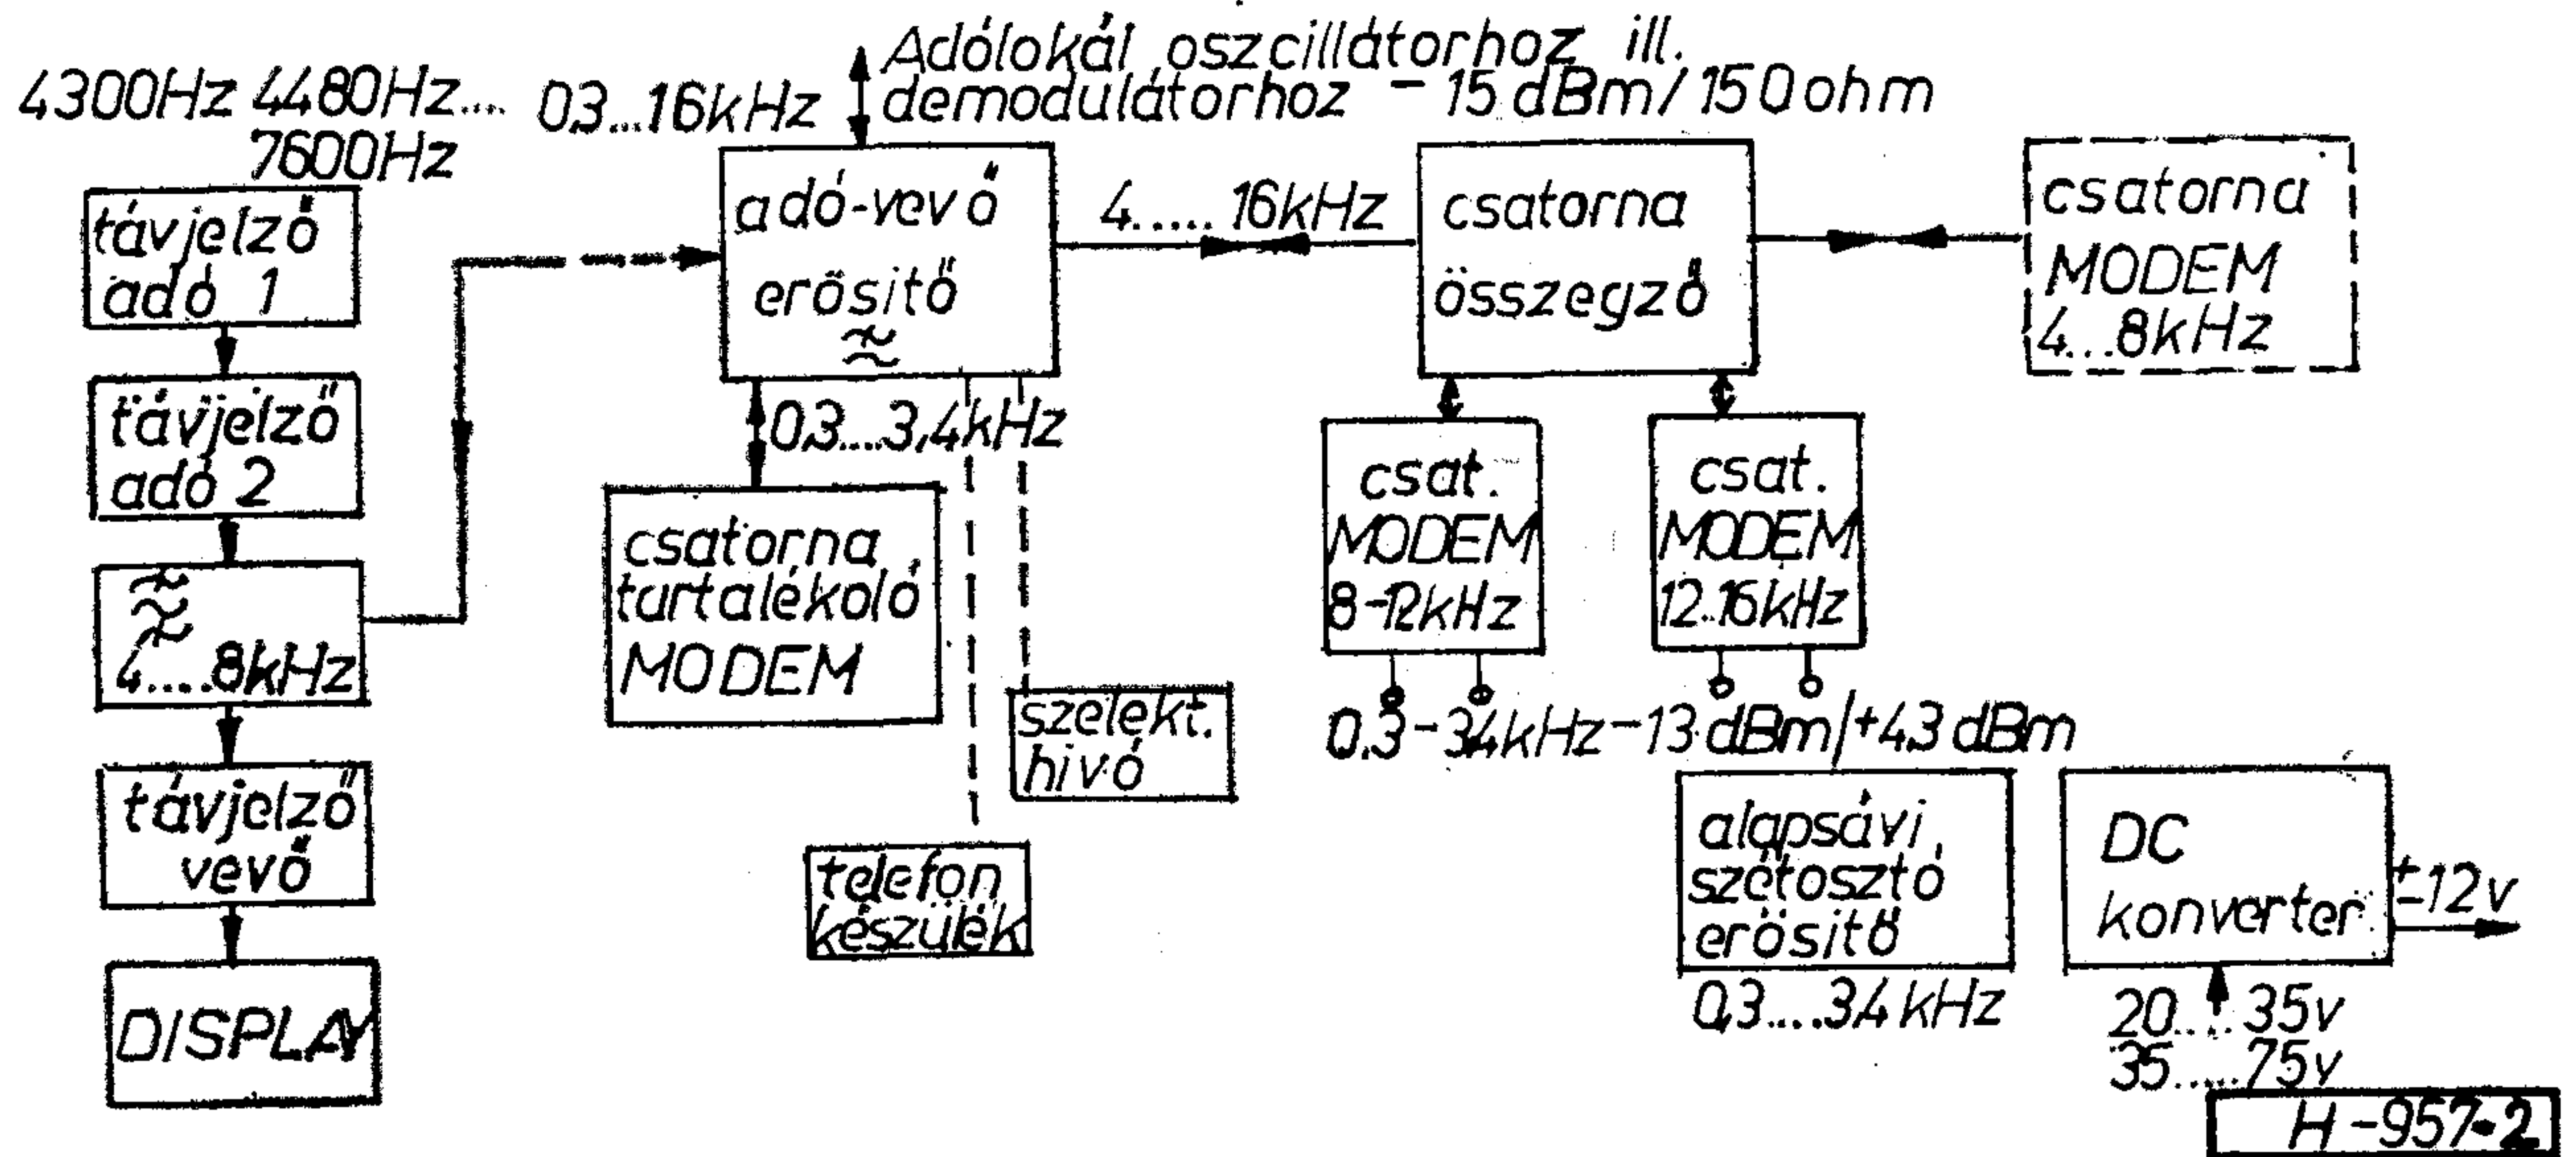 Adólokál oszcillátorhoz ill.
demodulátorhoz - 15 dBm/150 ohm
4300Hz 4480Hz....
7600Hz
0,3...16kHz
távjelző
adó 1
távjelző
adó 2
4....8kHz
távjelző
vevő
DISPLAY
adó-vevő
erősitő
4..... 16kHz
csatorna
összegző
csatorna
MODEM
4...8kHz
0,3....3,4kHz
csatorna
tartalékoló
MODEM
szelekt.
hivó
telefon
készülék
csat.
MODEM
8-12kHz
csat.
MODEM
12..16kHz
0.3-3,4kHz-13 dBm/+4,3 dBm
alapsávi
szétosztó
erősitő
0,3....3,4 kHz
DC
konverter
±12v
20.....35v
35.....75v
H-957-2